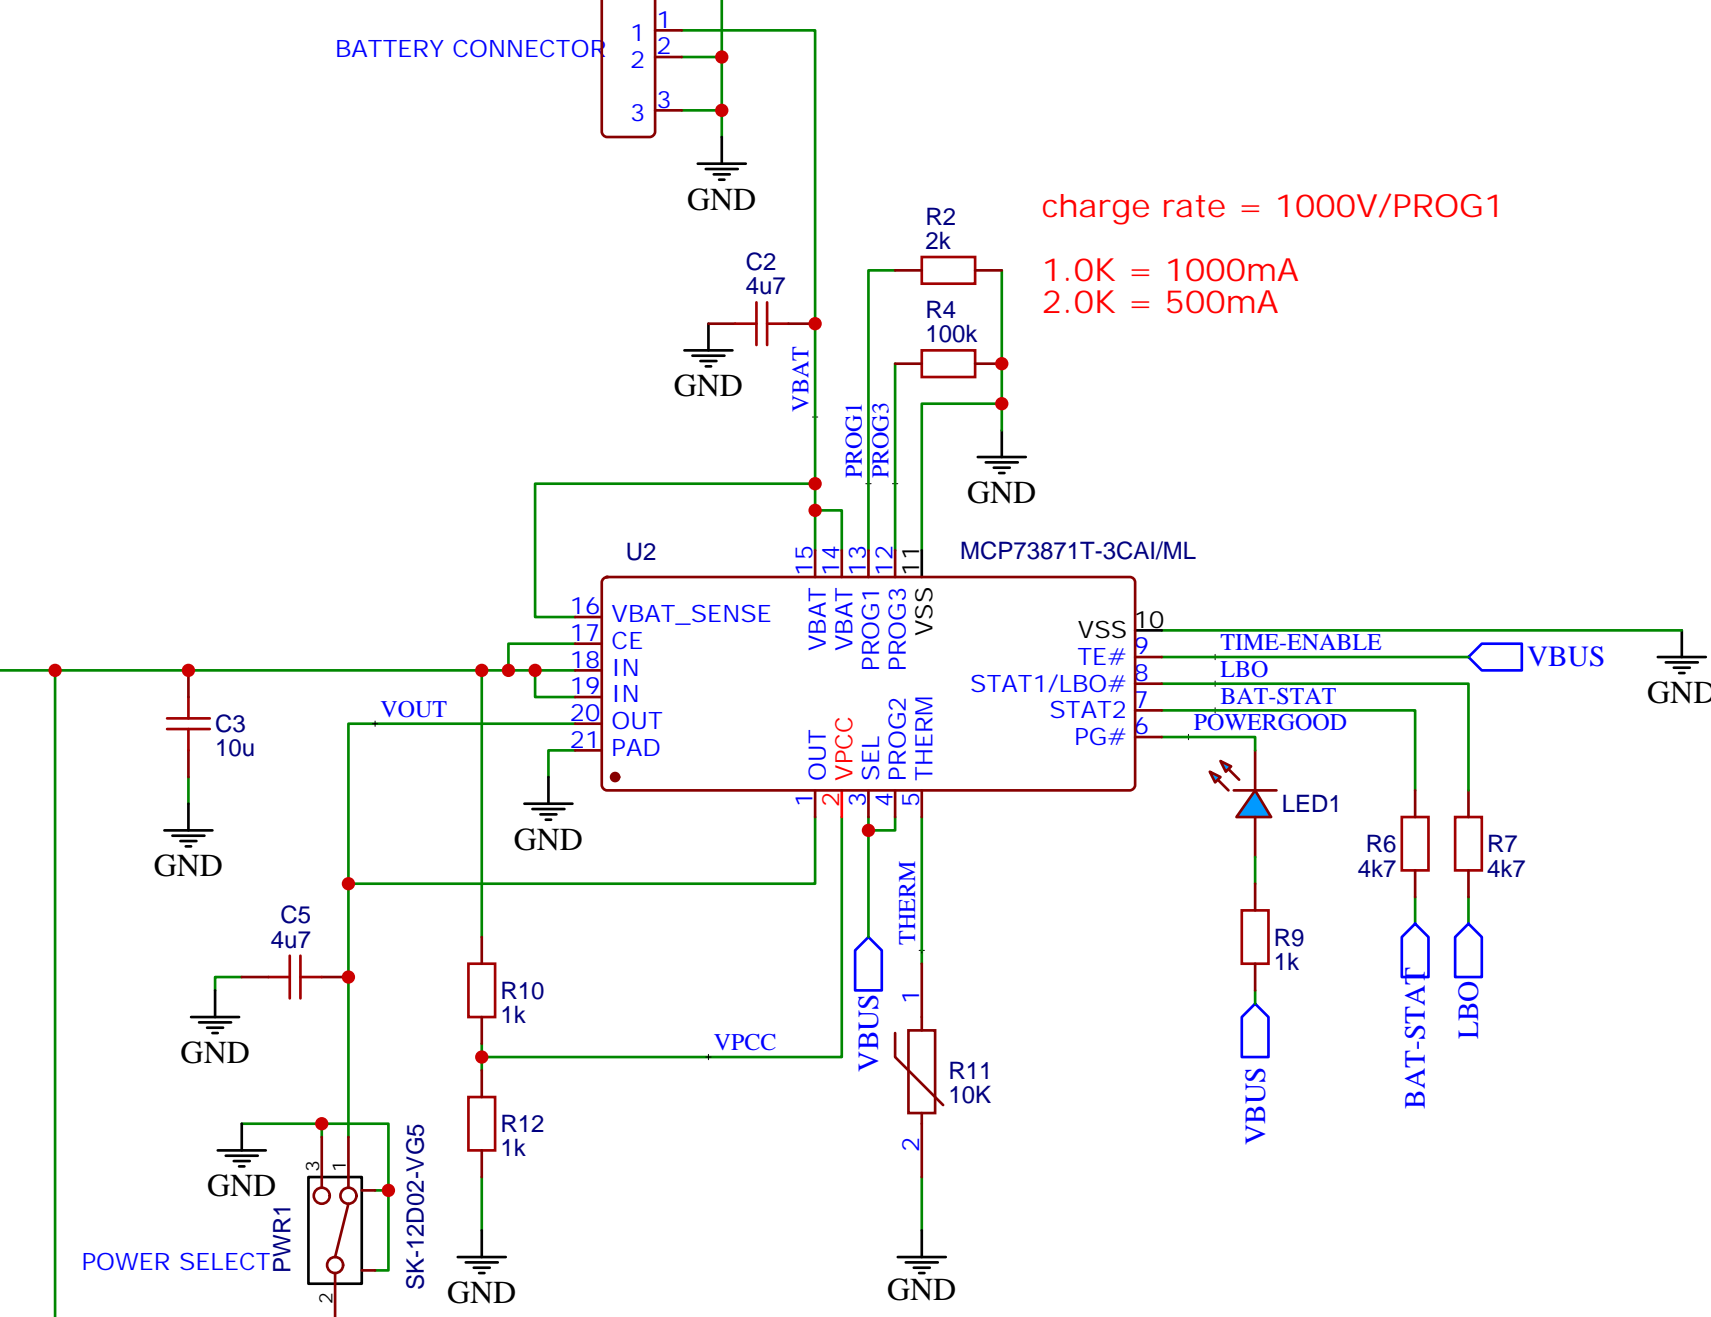 BATTERY CONNECTOR
1
2
3
1
2
3
GND
charge rate = 1000V/PROG1
1.0K = 1000mA
2.0K = 500mA
R2
2k
R4
100k
C2
4u7
GND
VBAT
PROG1
PROG3
GND
U2
MCP73871T-3CAI/ML
15
14
13
12
11
VBAT
VBAT
PROG1
PROG3
VSS
16
VBAT_SENSE
17
CE
18
IN
19
IN
20
OUT
21
PAD
VSS
10
TE#
9
STAT1/LBO#
8
STAT2
7
PG#
6
TIME-ENABLE
VBUS
LBO
BAT-STAT
POWERGOOD
GND
OUT
VPCC
SEL
PROG2
THERM
1
2
3
4
5
VOUT
C3
10u
GND
GND
LED1
R6
4k7
R7
4k7
R9
1k
BAT-STAT
LBO
VBUS
C5
4u7
GND
R10
1k
VPCC
VBUS
THERM
1
R11
10K
2
GND
R12
1k
GND
GND
3
1
2
PWR1
SK-12D02-VG5
POWER SELECT